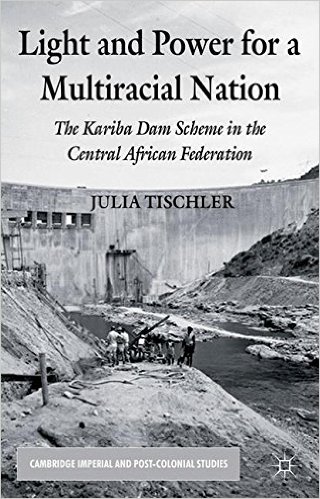 Light and Power for a
Multiracial Nation
The Kariba Dam Scheme in the
Central African Federation
JULIA TISCHLER
CAMBRIDGE IMPERIAL AND POST-COLONIAL STUDIES